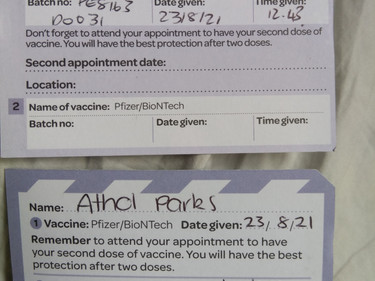 Batch no: Date given: Time given:
D0031 23/8/21 12.43
Don't forget to attend your appointment to have your second dose of
vaccine. You will have the best protection after two doses.
Second appointment date:
Location:
2 Name of vaccine: Pfizer/BioNTech
Batch no: Date given: Time given:
Name: Athol Parks
1 Vaccine: Pfizer/BioNTech Date given: 23/8/21
Remember to attend your appointment to have
your second dose of vaccine. You will have the best
protection after two doses.